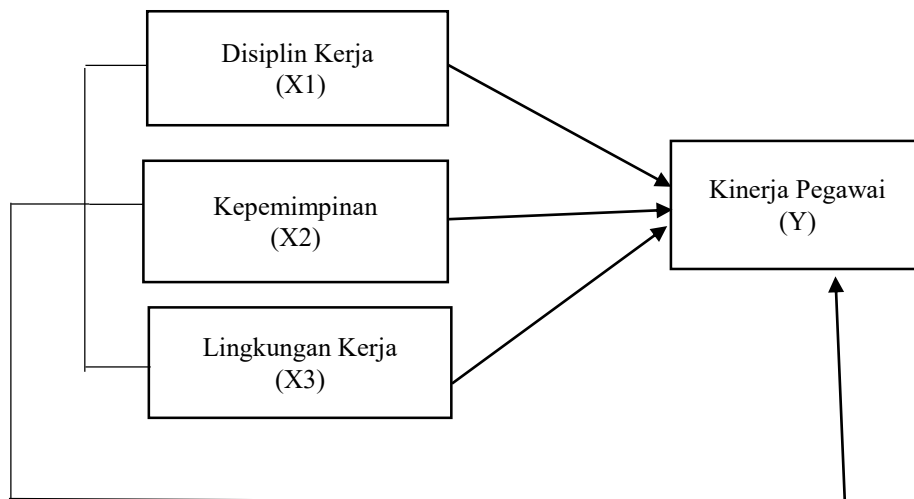 Disiplin Kerja
(X1)
Kepemimpinan
(X2)
Lingkungan Kerja
(X3)
Kinerja Pegawai
(Y)